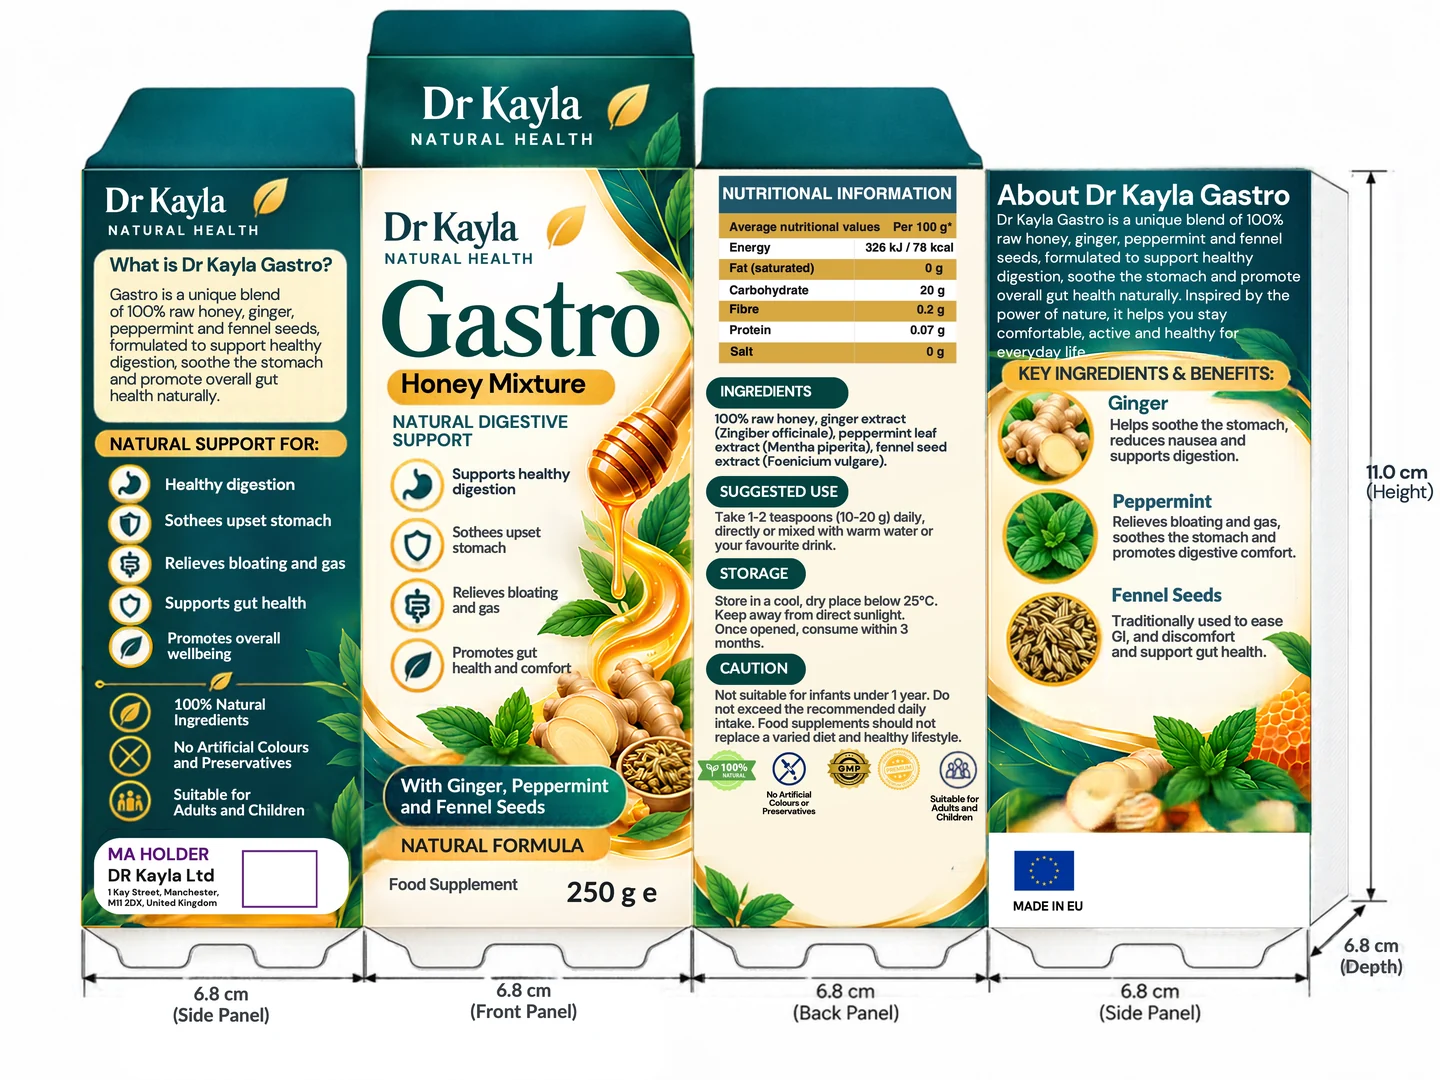 Dr Kayla
NATURAL HEALTH
Dr Kayla
NATURAL HEALTH
What is Dr Kayla Gastro?
Gastro is a unique blend
of 100% raw honey, ginger,
peppermint and fennel seeds,
formulated to support healthy
digestion, soothe the stomach
and promote overall gut
health naturally.
NATURAL SUPPORT FOR:
Healthy digestion
Sothees upset stomach
Relieves bloating and gas
Supports gut health
Promotes overall
wellbeing
100% Natural
Ingredients
No Artificial Colours
and Preservatives
Suitable for
Adults and Children
MA HOLDER
DR Kayla Ltd
1 Kay Street, Manchester,
M11 2DX, United Kingdom
Dr Kayla
NATURAL HEALTH
Gastro
Honey Mixture
NATURAL DIGESTIVE
SUPPORT
Supports healthy
digestion
Sothees upset
stomach
Relieves bloating
and gas
Promotes gut
health and comfort
With Ginger, Peppermint
and Fennel Seeds
NATURAL FORMULA
Food Supplement
250 g e
NUTRITIONAL INFORMATION
Average nutritional values Per 100 g*
Energy 326 kJ / 78 kcal
Fat (saturated) 0 g
Carbohydrate 20 g
Fibre 0.2 g
Protein 0.07 g
Salt 0 g
INGREDIENTS
100% raw honey, ginger extract
(Zingiber officinale), peppermint leaf
extract (Mentha piperita), fennel seed
extract (Foenicium vulgare).
SUGGESTED USE
Take 1-2 teaspoons (10-20 g) daily,
directly or mixed with warm water or
your favourite drink.
STORAGE
Store in a cool, dry place below 25°C.
Keep away from direct sunlight.
Once opened, consume within 3
months.
CAUTION
Not suitable for infants under 1 year. Do
not exceed the recommended daily
intake. Food supplements should not
replace a varied diet and healthy lifestyle.
100%
NATURAL
No Artificial
Colours or
Preservatives
GMP
PREMIUM
Suitable for
Adults and
Children
About Dr Kayla Gastro
Dr Kayla Gastro is a unique blend of 100%
raw honey, ginger, peppermint and fennel
seeds, formulated to support healthy
digestion, soothe the stomach and promote
overall gut health naturally. Inspired by the
power of nature, it helps you stay
comfortable, active and healthy for
everyday life
KEY INGREDIENTS & BENEFITS:
Ginger
Helps soothe the stomach,
reduces nausea and
supports digestion.
Peppermint
Relieves bloating and gas,
soothes the stomach and
promotes digestive comfort.
Fennel Seeds
Traditionally used to ease
GI, and discomfort
and support gut health.
MADE IN EU
11.0 cm
(Height)
6.8 cm
(Depth)
6.8 cm
(Side Panel)
6.8 cm
(Front Panel)
6.8 cm
(Back Panel)
6.8 cm
(Side Panel)